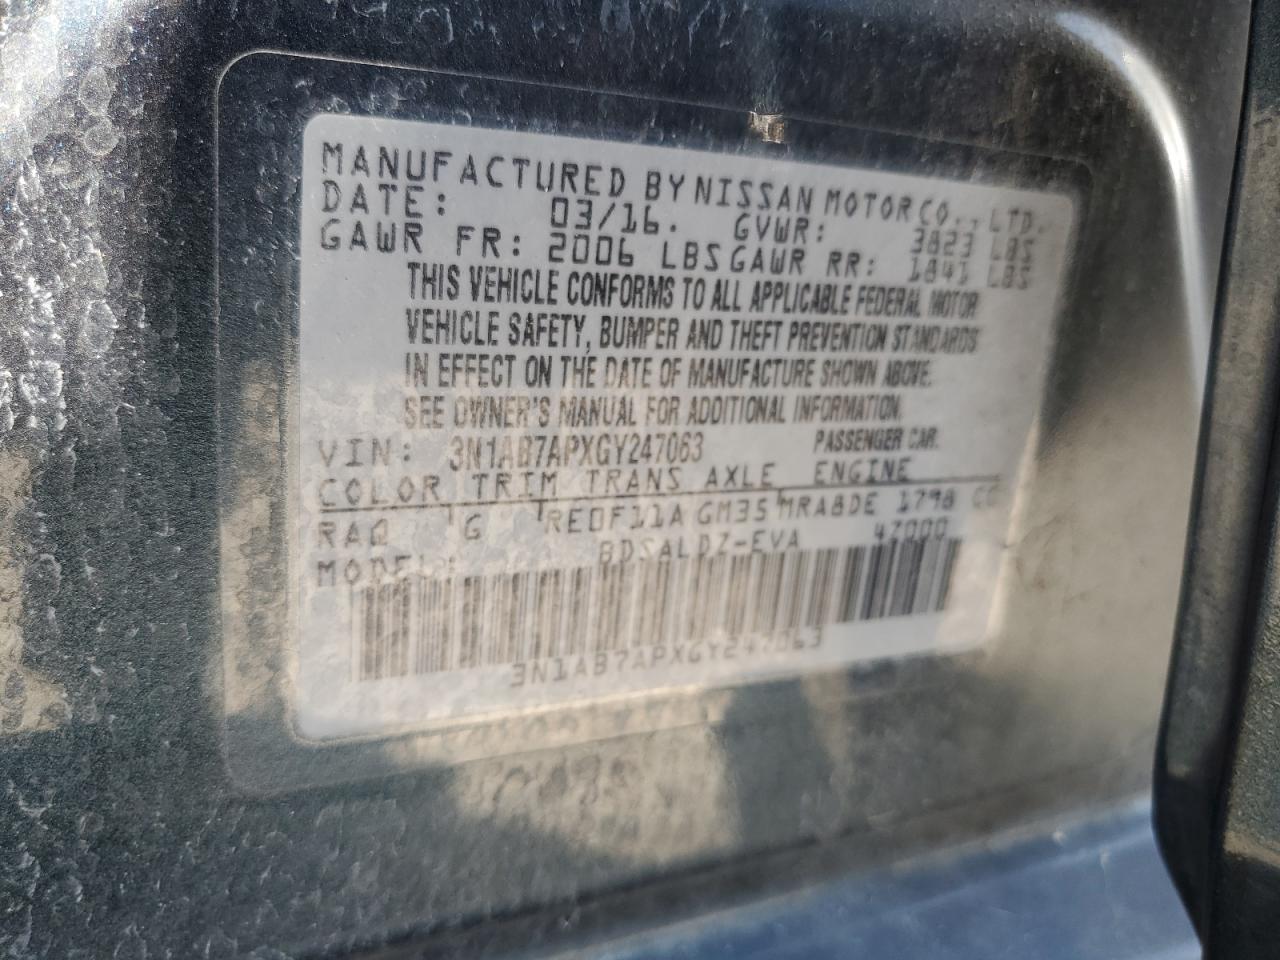 MANUFACTURED BY NISSAN MOTOR CO., LTD.
DATE: 03/16. GVWR: 3823 LBS
GAWR FR: 2006 LBS GAWR RR: 1841 LBS
THIS VEHICLE CONFORMS TO ALL APPLICABLE FEDERAL MOTOR
VEHICLE SAFETY, BUMPER AND THEFT PREVENTION STANDARDS
IN EFFECT ON THE DATE OF MANUFACTURE SHOWN ABOVE.
SEE OWNER'S MANUAL FOR ADDITIONAL INFORMATION.
VIN: 3N1AB7APXGY247063 PASSENGER CAR.
COLOR TRIM TRANS AXLE ENGINE
RAQ G RE0F11A GM35 MRA8DE 1798 CC
MODEL: BDSALDZ-EVA 4Z000
3N1AB7APXGY247063